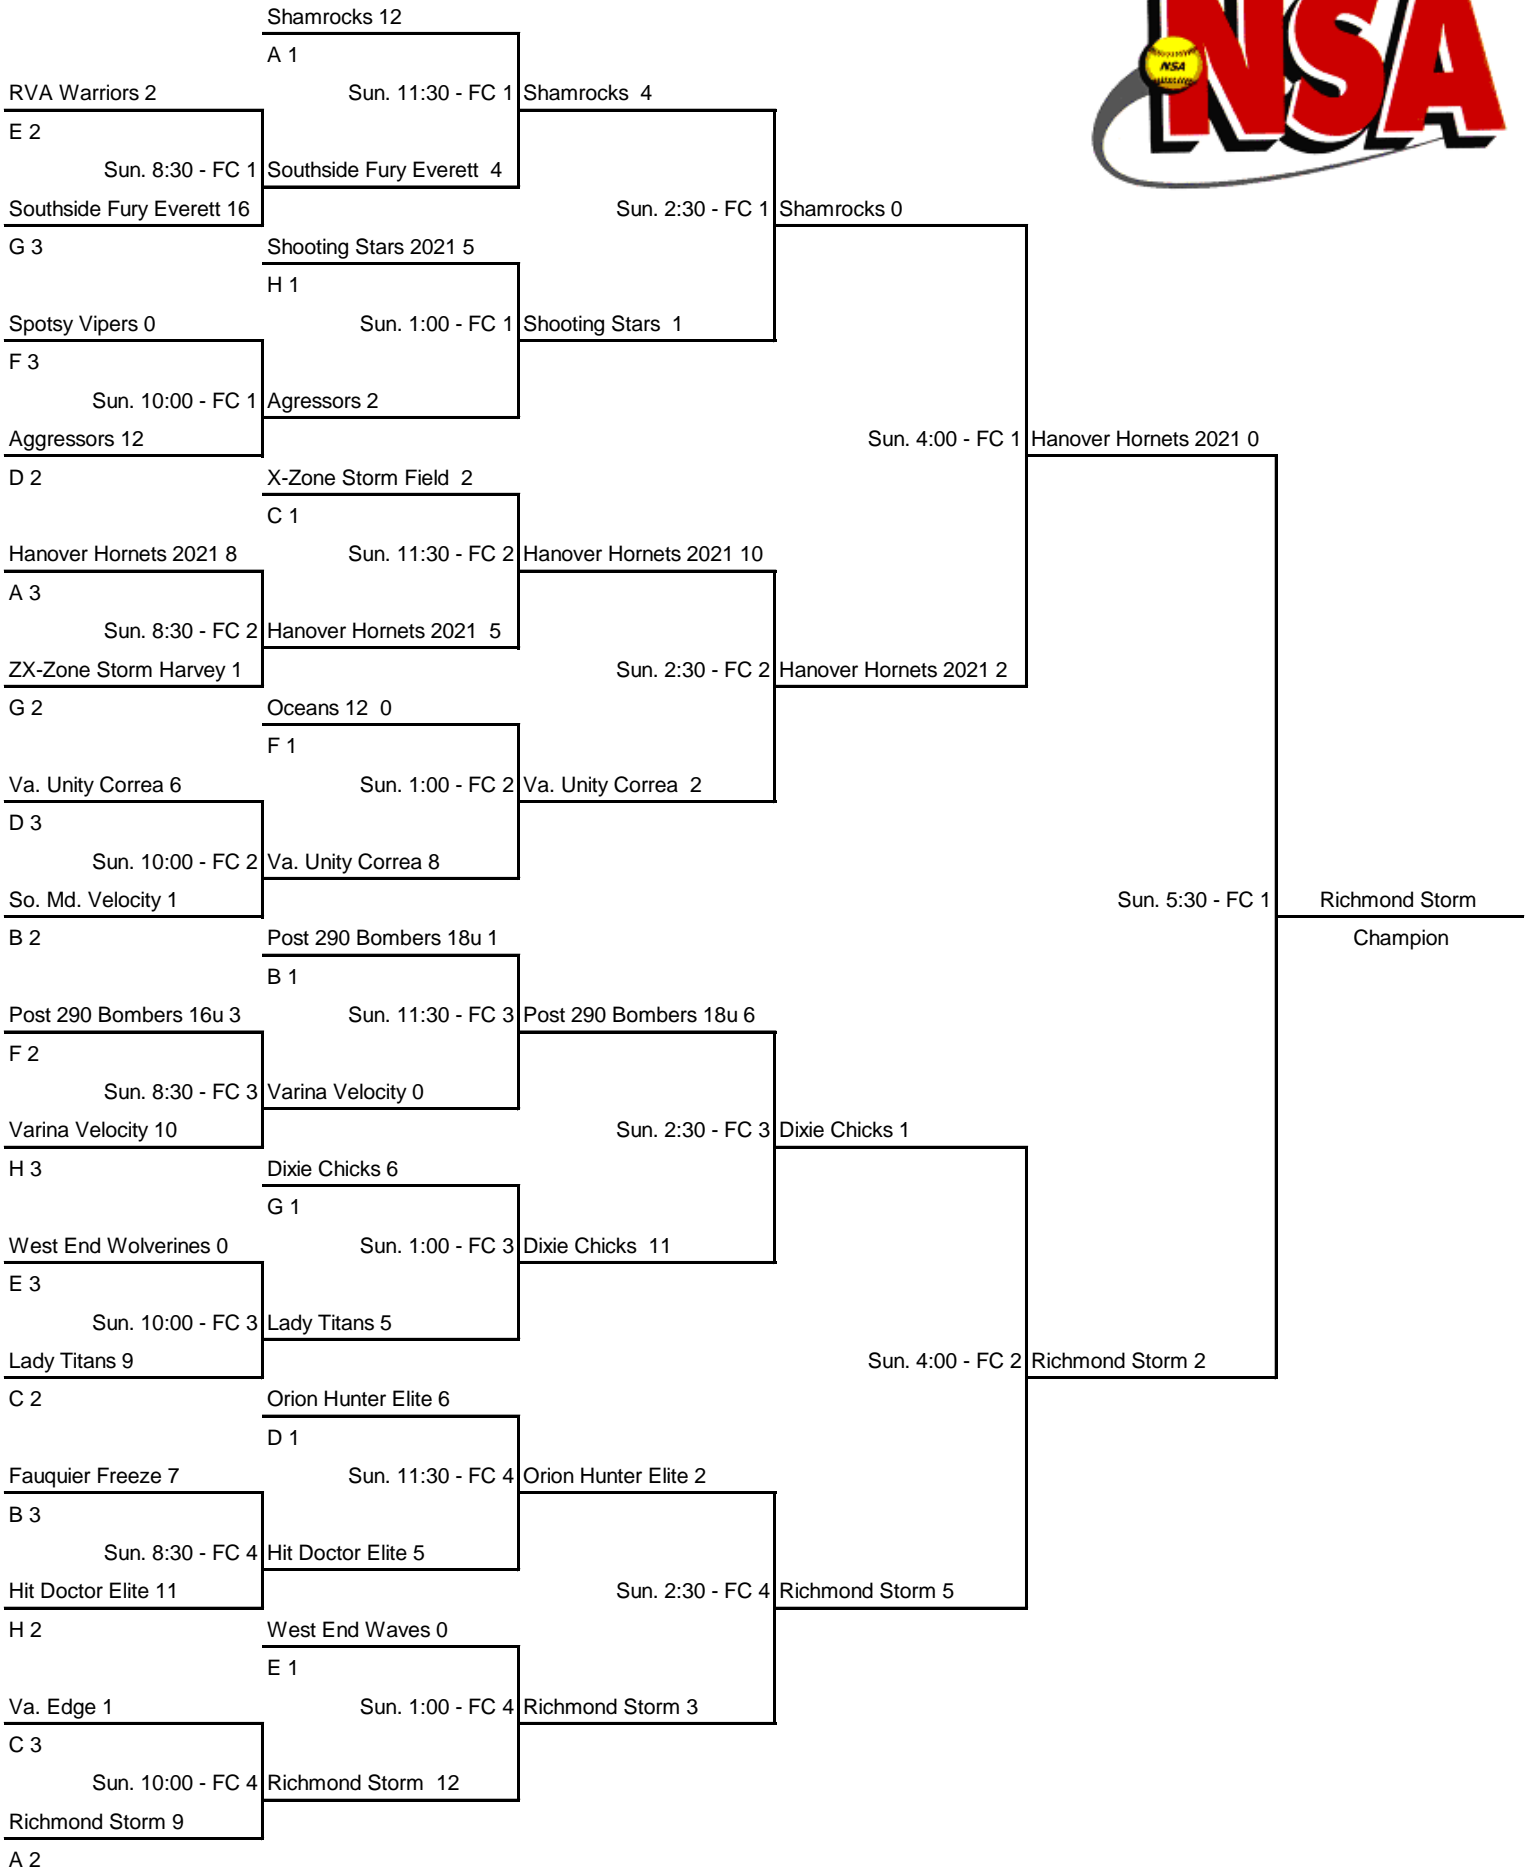 Shamrocks 12
NSA
NSA
A 1
RVA Warriors 2
Sun. 11:30 - FC 1
Shamrocks  4
E 2
Sun. 8:30 - FC 1
Southside Fury Everett  4
Southside Fury Everett 16
Sun. 2:30 - FC 1
Shamrocks 0
G 3
Shooting Stars 2021 5
H 1
Spotsy Vipers 0
Sun. 1:00 - FC 1
Shooting Stars  1
F 3
Sun. 10:00 - FC 1
Agressors 2
Aggressors 12
Sun. 4:00 - FC 1
Hanover Hornets 2021 0
D 2
X-Zone Storm Field  2
C 1
Hanover Hornets 2021 8
Sun. 11:30 - FC 2
Hanover Hornets 2021 10
A 3
Sun. 8:30 - FC 2
Hanover Hornets 2021  5
ZX-Zone Storm Harvey 1
Sun. 2:30 - FC 2
Hanover Hornets 2021 2
G 2
Oceans 12  0
F 1
Va. Unity Correa 6
Sun. 1:00 - FC 2
Va. Unity Correa  2
D 3
Sun. 10:00 - FC 2
Va. Unity Correa 8
So. Md. Velocity 1
Sun. 5:30 - FC 1
Richmond Storm
B 2
Post 290 Bombers 18u 1
Champion
B 1
Post 290 Bombers 16u 3
Sun. 11:30 - FC 3
Post 290 Bombers 18u 6
F 2
Sun. 8:30 - FC 3
Varina Velocity 0
Varina Velocity 10
Sun. 2:30 - FC 3
Dixie Chicks 1
H 3
Dixie Chicks 6
G 1
West End Wolverines 0
Sun. 1:00 - FC 3
Dixie Chicks  11
E 3
Sun. 10:00 - FC 3
Lady Titans 5
Lady Titans 9
Sun. 4:00 - FC 2
Richmond Storm 2
C 2
Orion Hunter Elite 6
D 1
Fauquier Freeze 7
Sun. 11:30 - FC 4
Orion Hunter Elite 2
B 3
Sun. 8:30 - FC 4
Hit Doctor Elite 5
Hit Doctor Elite 11
Sun. 2:30 - FC 4
Richmond Storm 5
H 2
West End Waves 0
E 1
Va. Edge 1
Sun. 1:00 - FC 4
Richmond Storm 3
C 3
Sun. 10:00 - FC 4
Richmond Storm  12
Richmond Storm 9
A 2